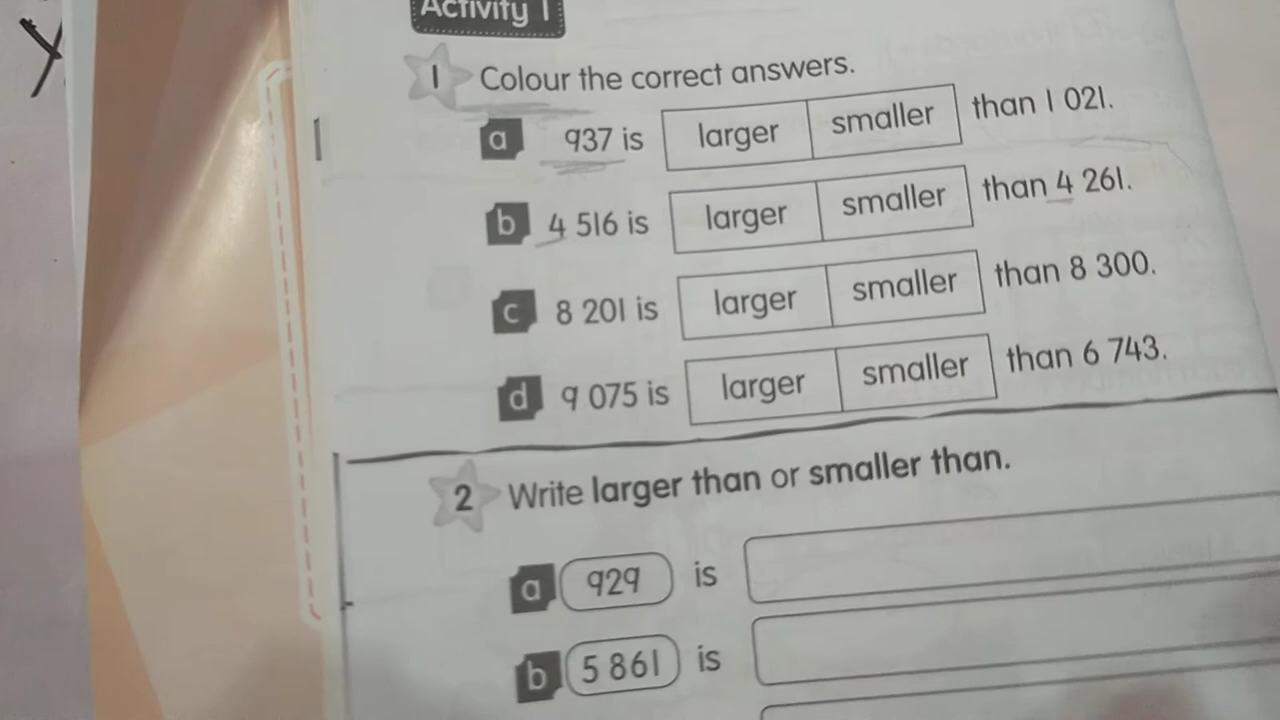 Activity 1
1 Colour the correct answers.
a 937 is larger smaller than 1 021.
b 4 516 is larger smaller than 4 261.
c 8 201 is larger smaller than 8 300.
d 9 075 is larger smaller than 6 743.
2 Write larger than or smaller than.
a 929 is
b 5 861 is